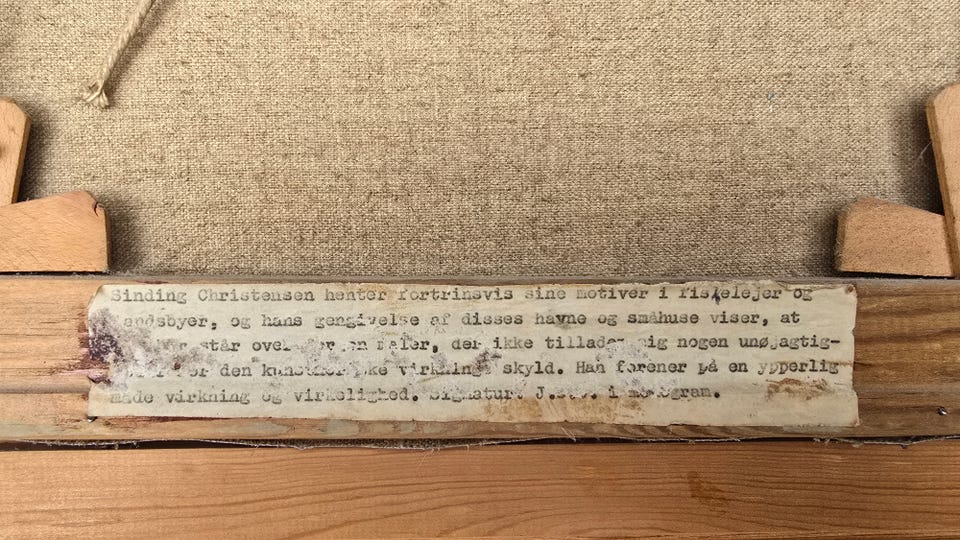 Sinding Christensen henter fortrinsvis sine motiver i fiskelejer og
og hans gengivelse af disses havne og småhuse viser, at
står overfor en maler, der ikke tillader sig nogen unøjagtig-
for den kunstneriske virknings skyld. Han forener på en ypperlig
måde virkning og virkelighed. Signatur: i monogram.